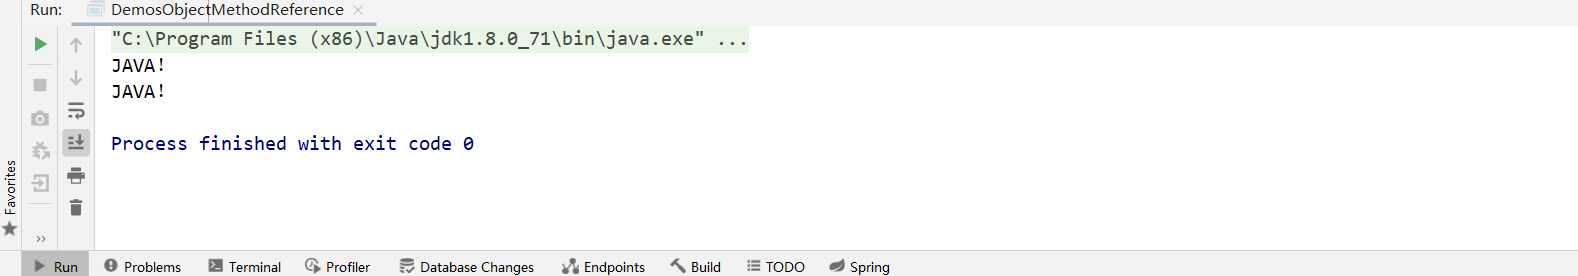 Run: DemosObjectMethodReference
"C:\Program Files (x86)\Java\jdk1.8.0_71\bin\java.exe" ...
JAVA!
JAVA!
Process finished with exit code 0
Favorites
Run Problems Terminal Profiler Database Changes Endpoints Build TODO Spring